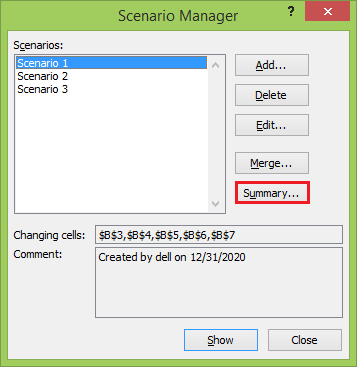 Scenario Manager
?
Scenarios:
Scenario 1
Scenario 2
Scenario 3
Add...
Delete
Edit...
Merge...
Summary...
Changing cells: $B$3,$B$4,$B$5,$B$6,$B$7
Comment: Created by dell on 12/31/2020
Show Close